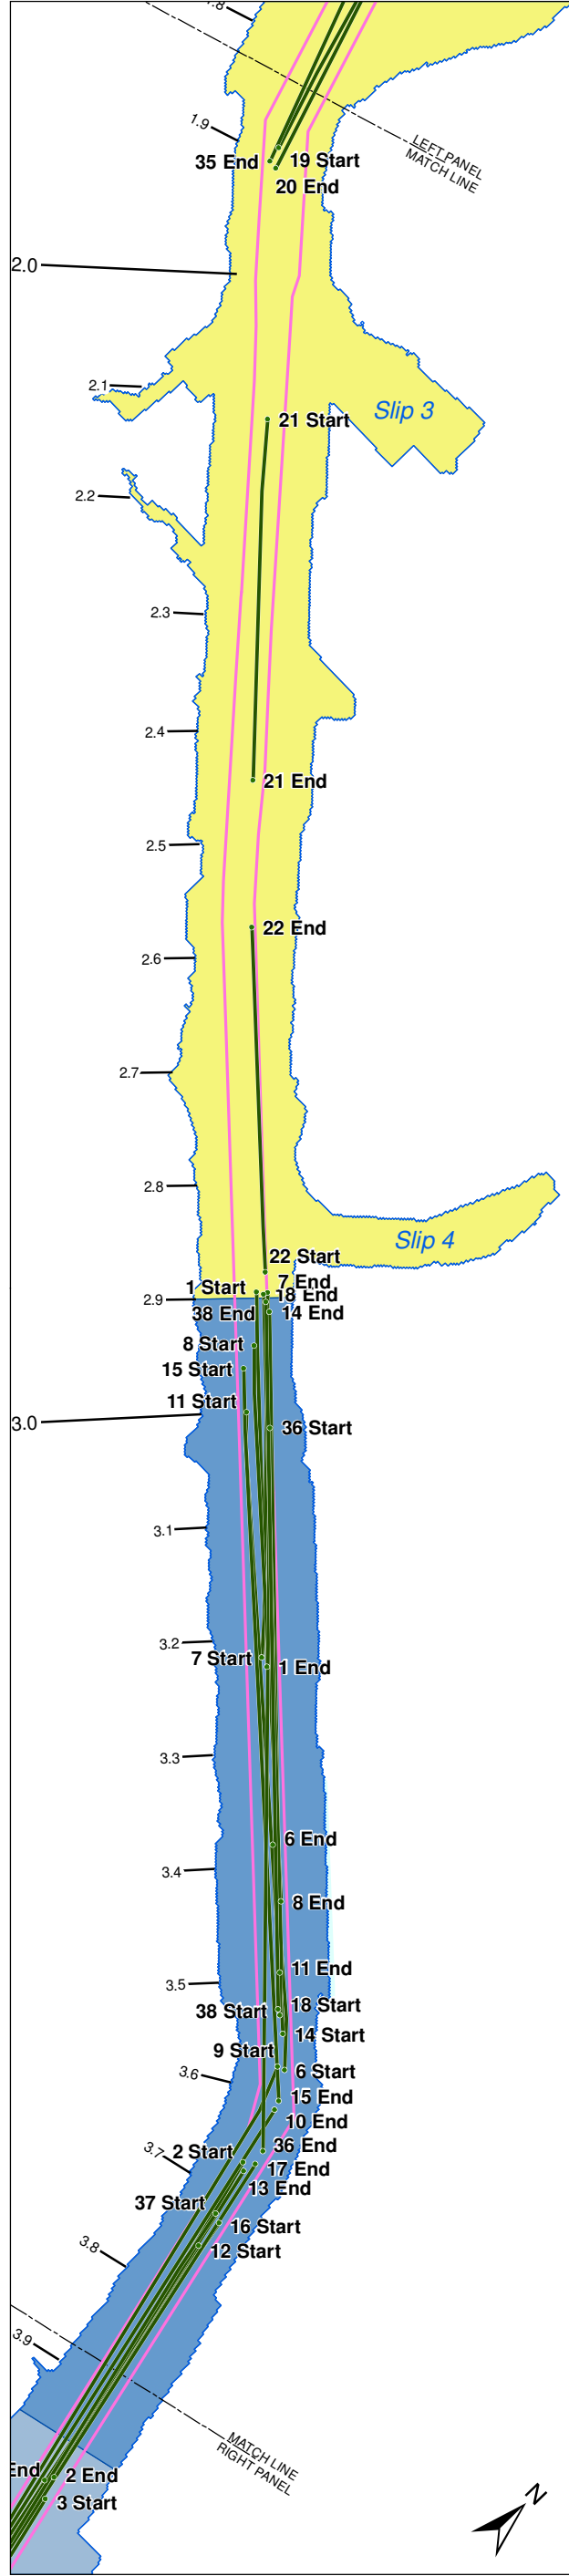 1.8
1.9
LEFT PANEL
MATCH LINE
35 End
19 Start
20 End
2.0
2.1
Slip 3
21 Start
2.2
2.3
2.4
21 End
2.5
22 End
2.6
2.7
2.8
Slip 4
22 Start
7 End
1 Start
18 End
2.9
38 End
14 End
8 Start
15 Start
11 Start
3.0
36 Start
3.1
3.2
7 Start
1 End
3.3
6 End
3.4
8 End
11 End
3.5
18 Start
38 Start
14 Start
9 Start
3.6
6 Start
15 End
10 End
36 End
3.7
2 Start
17 End
13 End
37 Start
16 Start
3.8
12 Start
3.9
MATCH LINE
RIGHT PANEL
End
2 End
3 Start
N